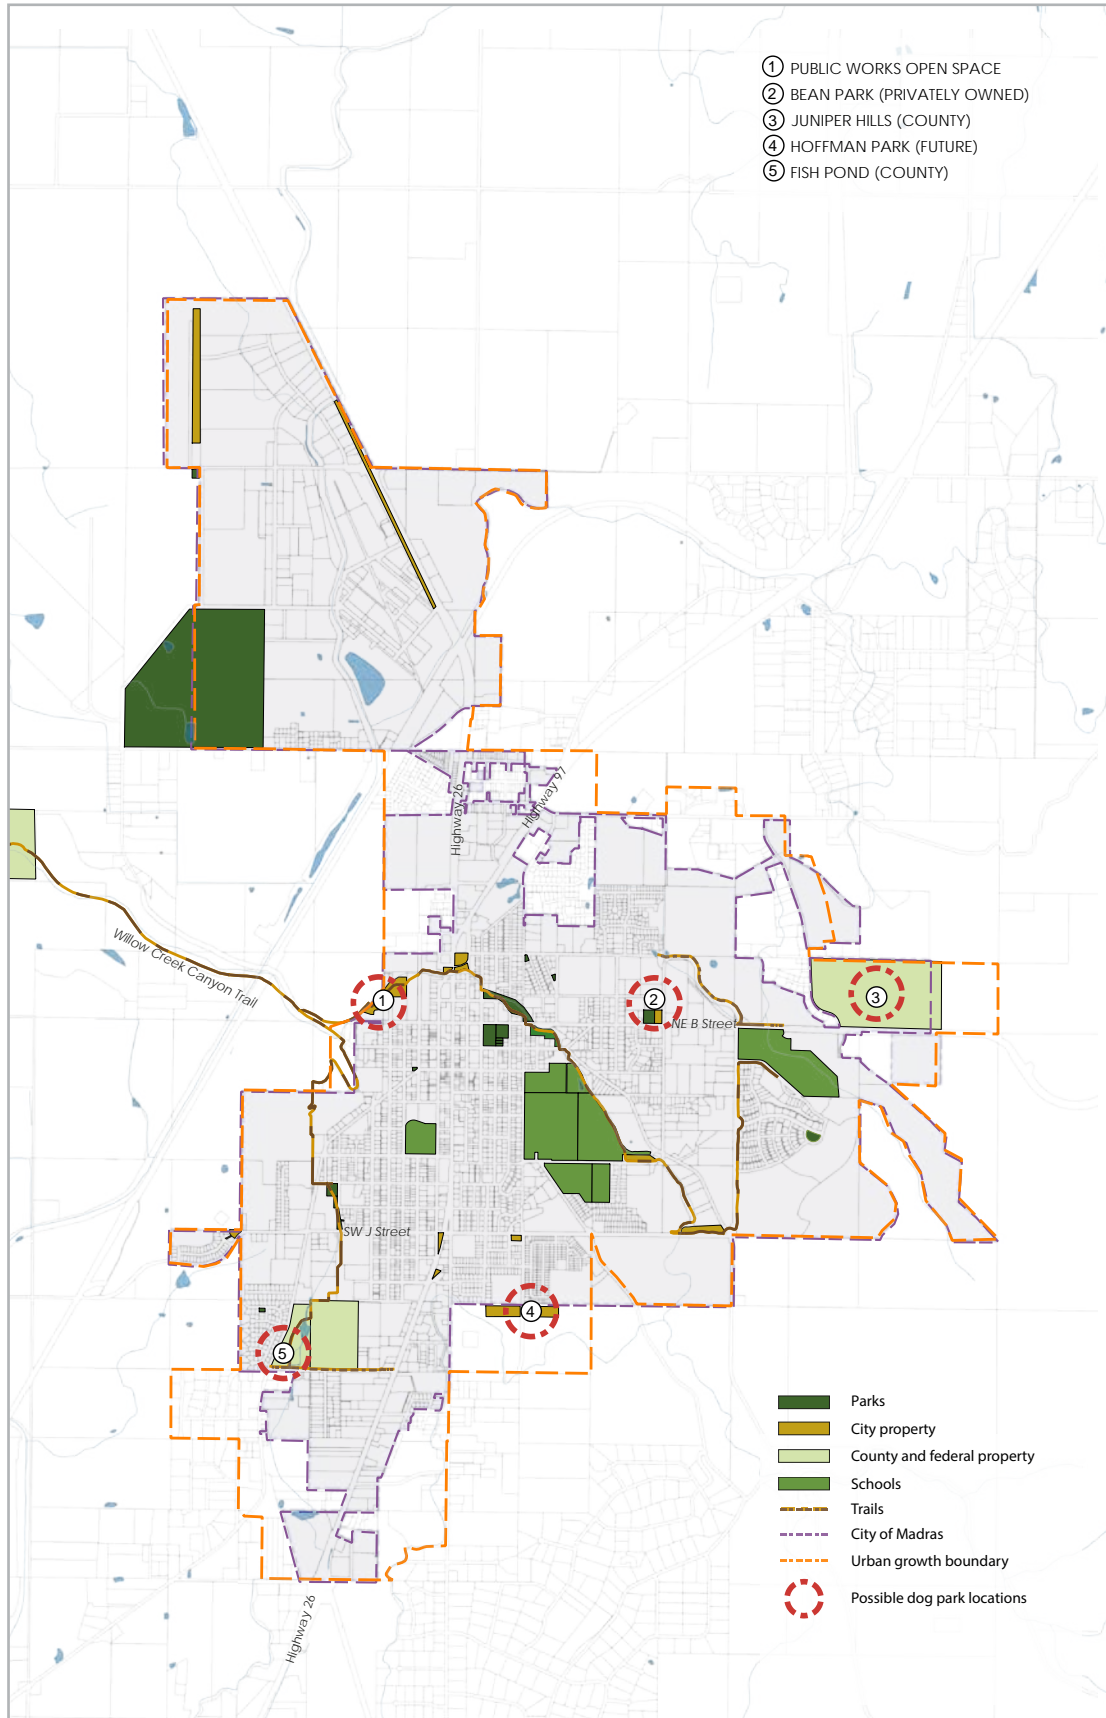 1 PUBLIC WORKS OPEN SPACE
2 BEAN PARK (PRIVATELY OWNED)
3 JUNIPER HILLS (COUNTY)
4 HOFFMAN PARK (FUTURE)
5 FISH POND (COUNTY)
Highway 26
Highway 97
Willow Creek Canyon Trail
1
2
3
NE B Street
SW J Street
4
5
Parks
City property
County and federal property
Schools
Trails
City of Madras
Urban growth boundary
Possible dog park locations
Highway 26